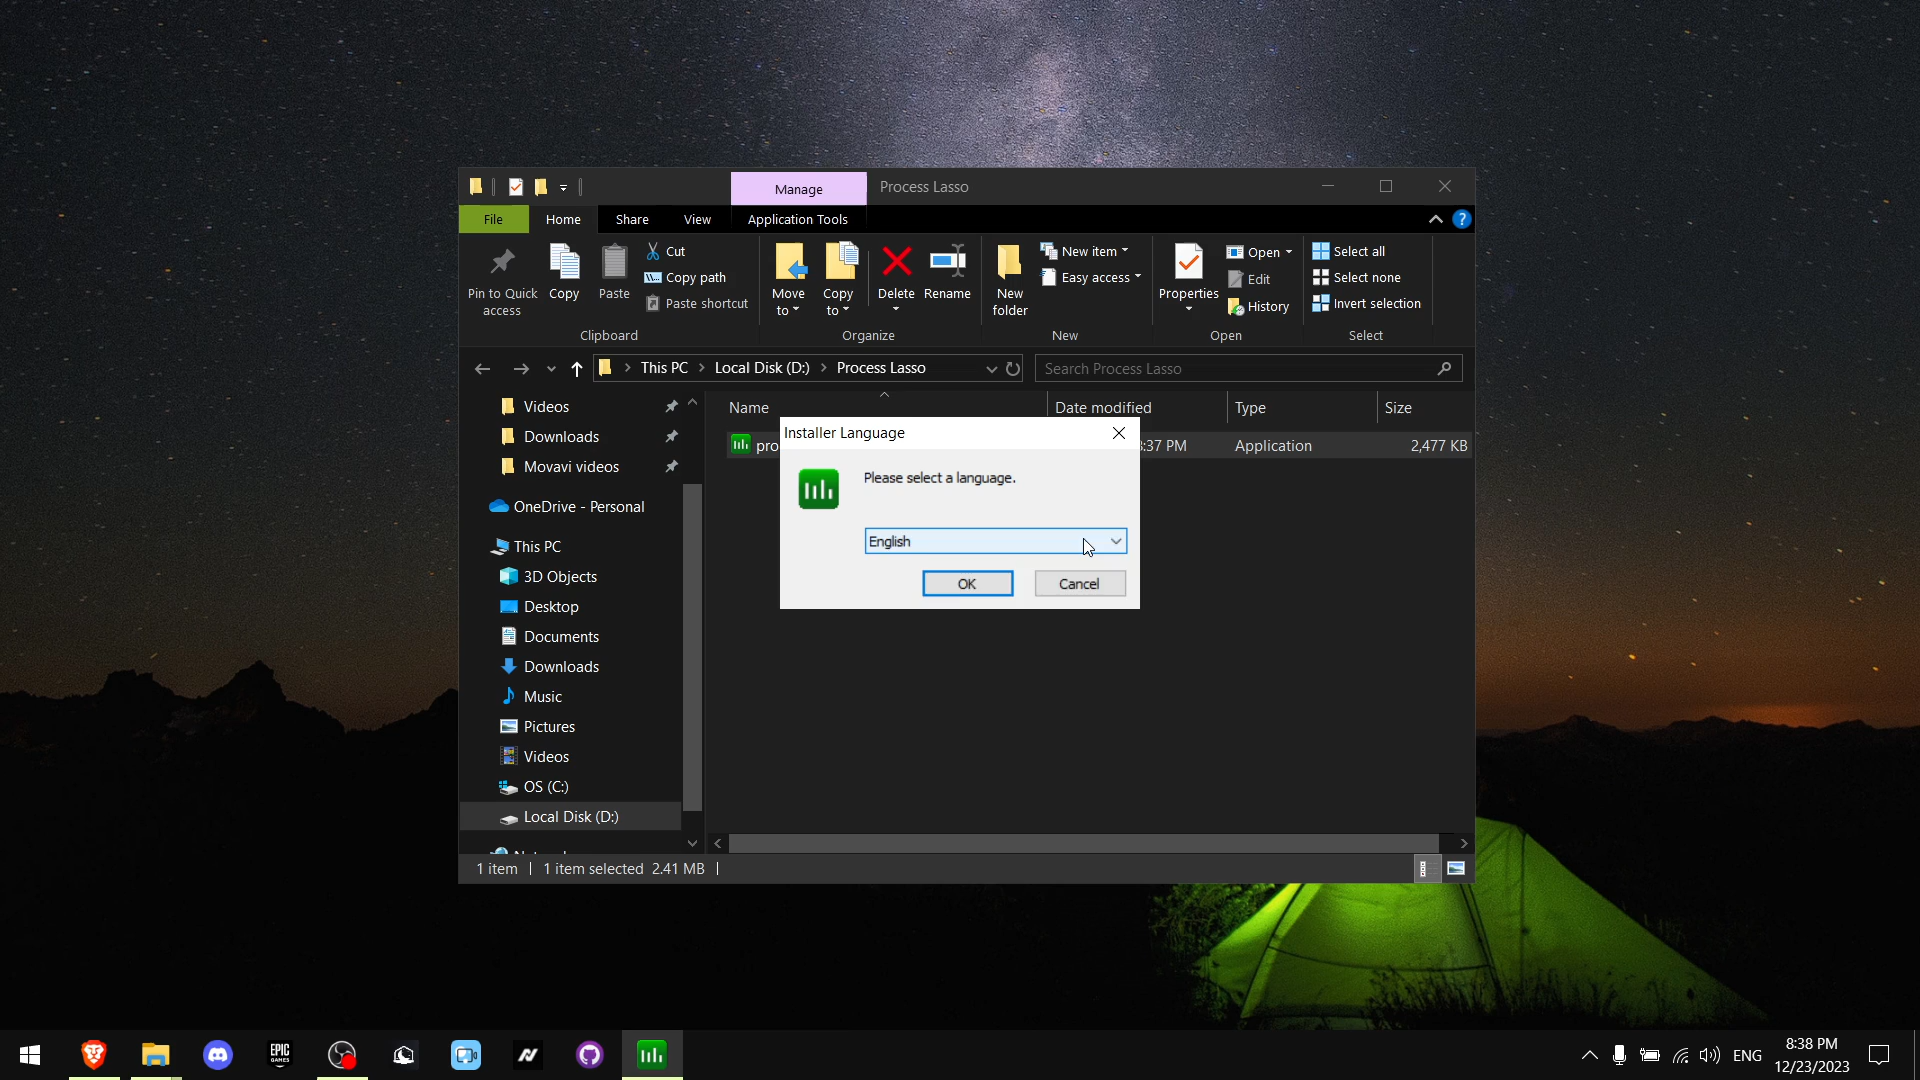 Manage
Process Lasso
File
Home
Share
View
Application Tools
Pin to Quick access
Copy
Paste
Cut
Copy path
Paste shortcut
Clipboard
Move to
Copy to
Delete
Rename
Organize
New folder
New item
Easy access
New
Properties
Open
Edit
History
Open
Select all
Select none
Invert selection
Select
This PC
Local Disk (D:)
Process Lasso
Search Process Lasso
Name
Date modified
Type
Size
pro
:37 PM
Application
2,477 KB
Videos
Downloads
Movavi videos
OneDrive - Personal
This PC
3D Objects
Desktop
Documents
Downloads
Music
Pictures
Videos
OS (C:)
Local Disk (D:)
Installer Language
Please select a language.
English
OK
Cancel
1 item
1 item selected
2.41 MB
EPIC
GAMES
ENG
8:38 PM
12/23/2023